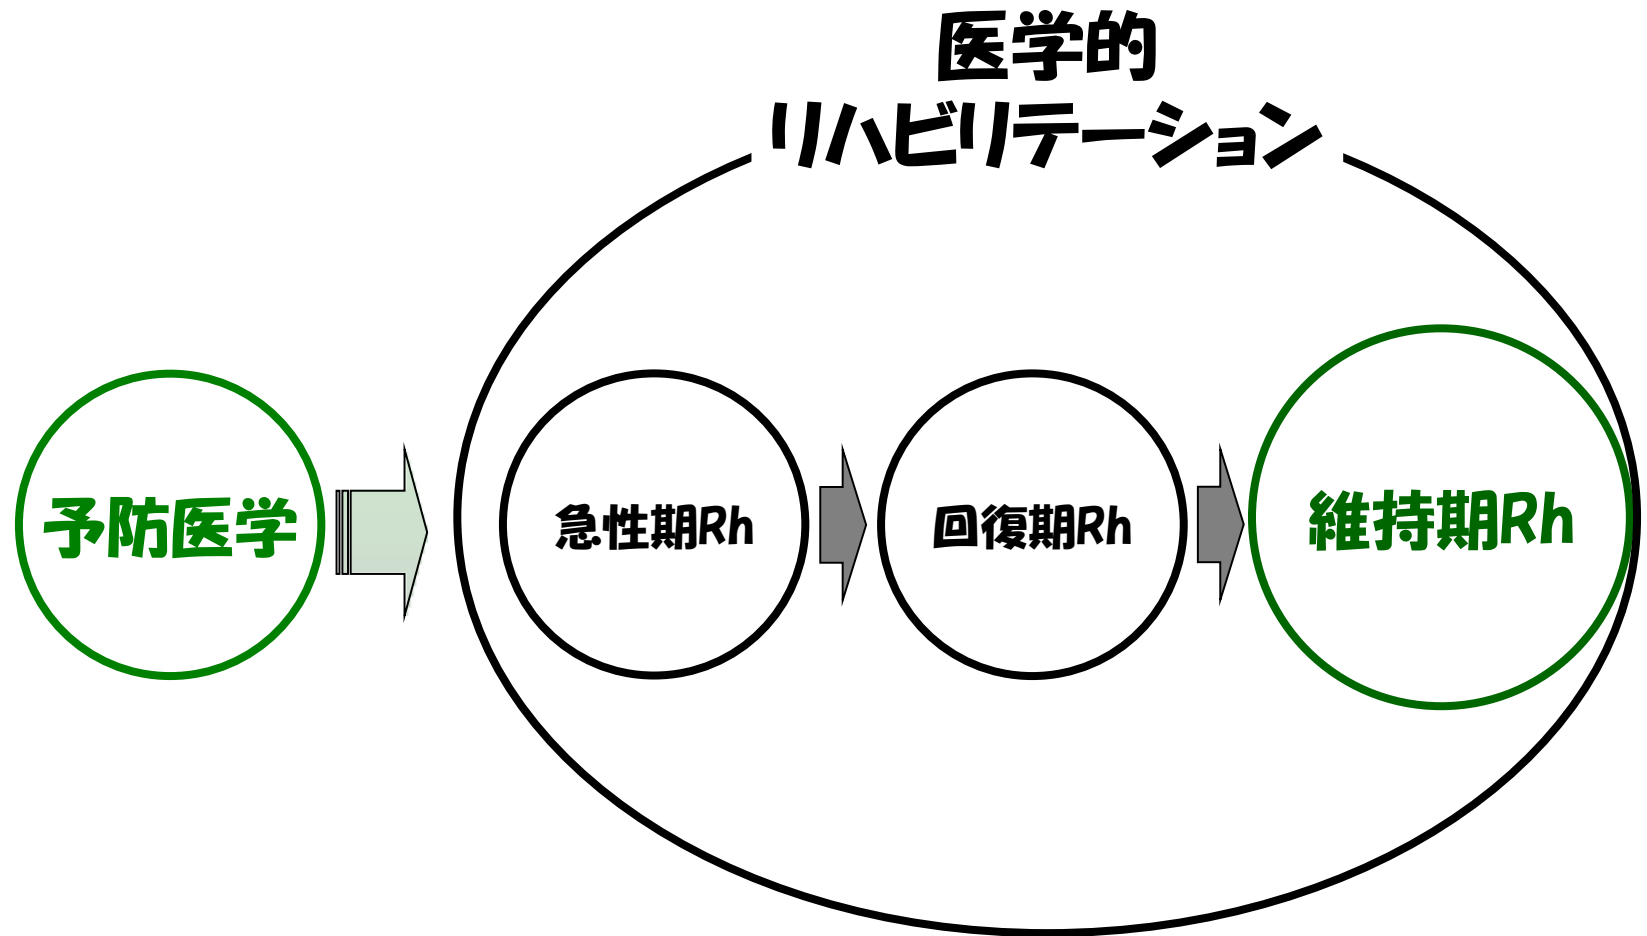 医学的
リハビリテーション
予防医学
急性期Rh
回復期Rh
維持期Rh